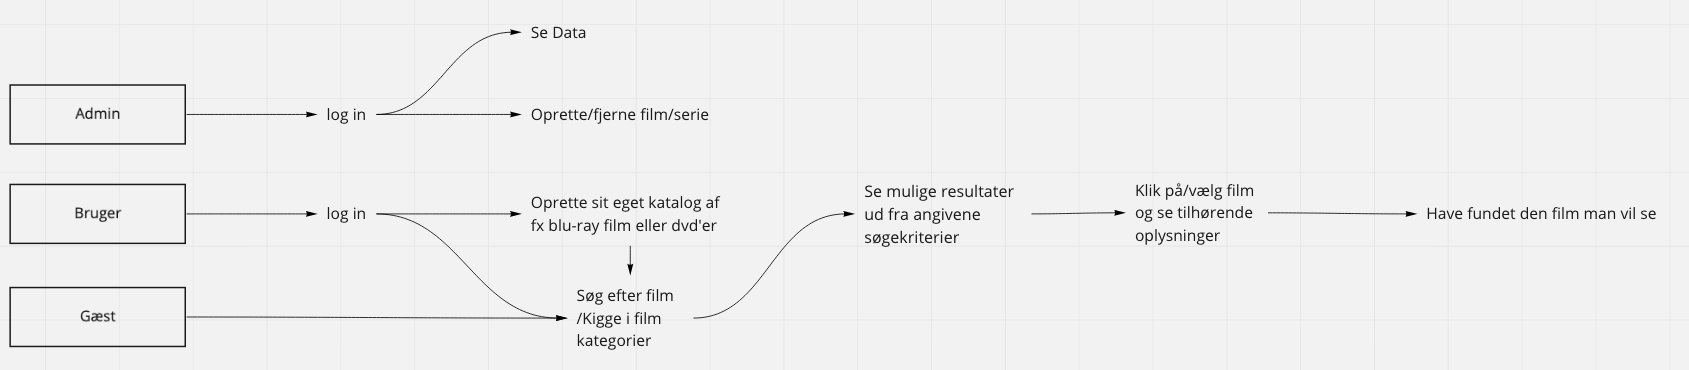 Se Data
Admin
log in
Oprette/fjerne film/serie
Bruger
log in
Oprette sit eget katalog af
fx blu-ray film eller dvd'er
Se mulige resultater
ud fra angivene
søgekriterier
Klik på/vælg film
og se tilhørende
oplysninger
Have fundet den film man vil se
Gæst
Søg efter film
/Kigge i film
kategorier